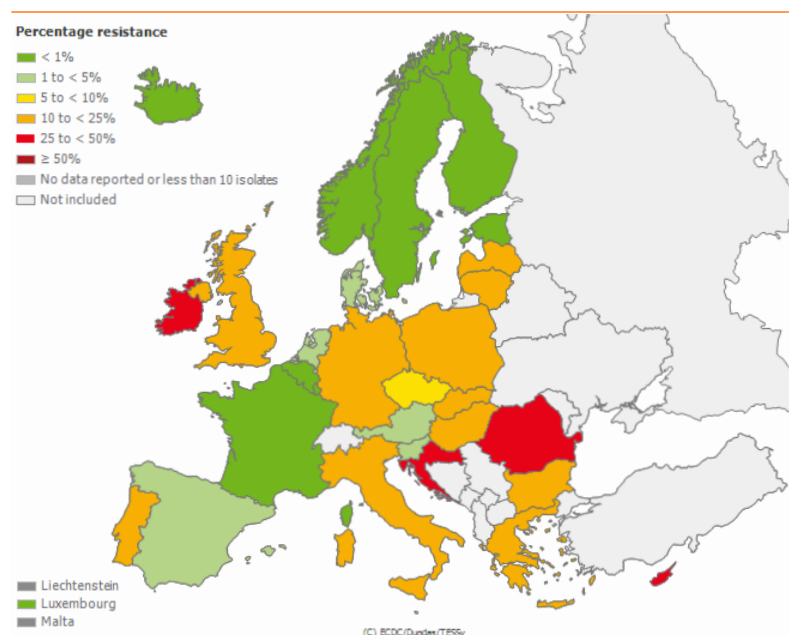 Percentage resistance
< 1%
1 to < 5%
5 to < 10%
10 to < 25%
25 to < 50%
≥ 50%
No data reported or less than 10 isolates
Not included
Liechtenstein
Luxembourg
Malta
(C) ECDC/Dundas/TESSy